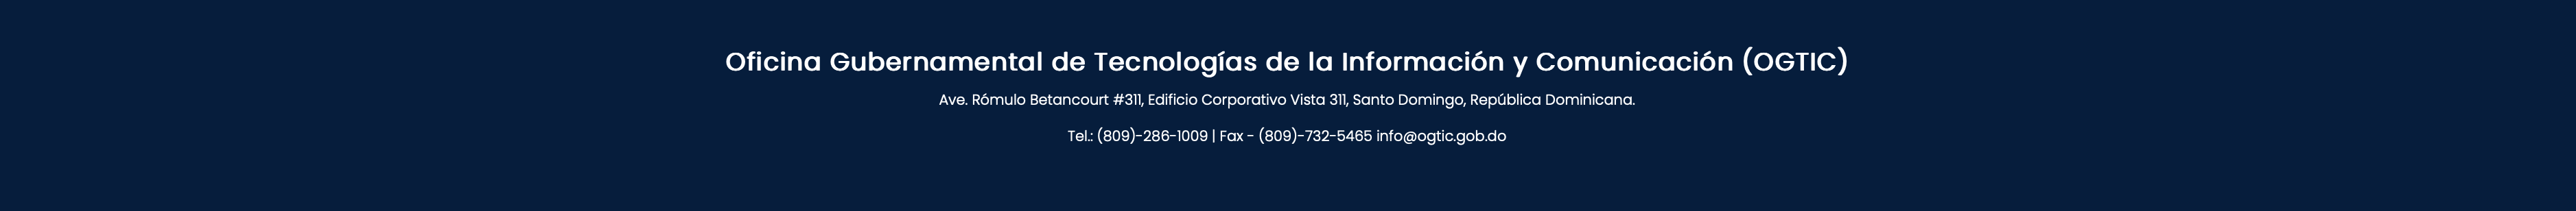 Oficina Gubernamental de Tecnologías de la Información y Comunicación (OGTIC)
Ave. Rómulo Betancourt #311, Edificio Corporativo Vista 311, Santo Domingo, República Dominicana.
Tel.: (809)-286-1009 | Fax - (809)-732-5465 info@ogtic.gob.do